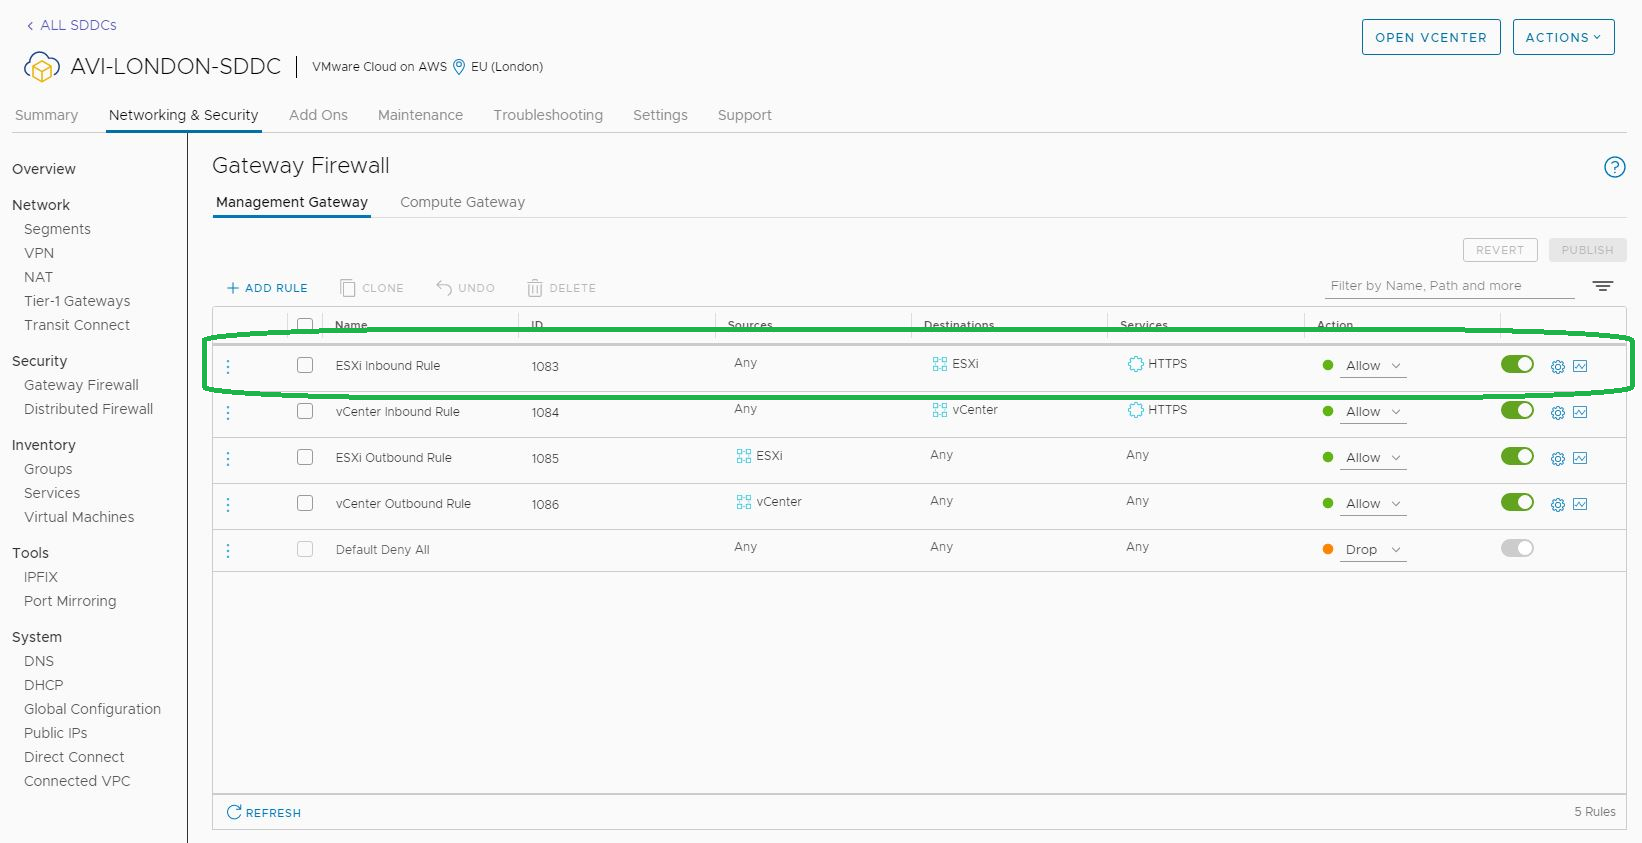 ALL SDDCs
OPEN VCENTER
ACTIONS
AVI-LONDON-SDDC
VMware Cloud on AWS
EU (London)
Summary
Networking & Security
Add Ons
Maintenance
Troubleshooting
Settings
Support
Overview
Network
Segments
VPN
NAT
Tier-1 Gateways
Transit Connect
Security
Gateway Firewall
Distributed Firewall
Inventory
Groups
Services
Virtual Machines
Tools
IPFIX
Port Mirroring
System
DNS
DHCP
Global Configuration
Public IPs
Direct Connect
Connected VPC
Gateway Firewall
?
Management Gateway
Compute Gateway
REVERT
PUBLISH
ADD RULE
CLONE
UNDO
DELETE
Filter by Name, Path and more
Name ID Sources Destinations Services Action
ESXi Inbound Rule 1083 Any ESXi HTTPS Allow
vCenter Inbound Rule 1084 Any vCenter HTTPS Allow
ESXi Outbound Rule 1085 ESXi Any Any Allow
vCenter Outbound Rule 1086 vCenter Any Any Allow
Default Deny All Any Any Any Drop
REFRESH
5 Rules